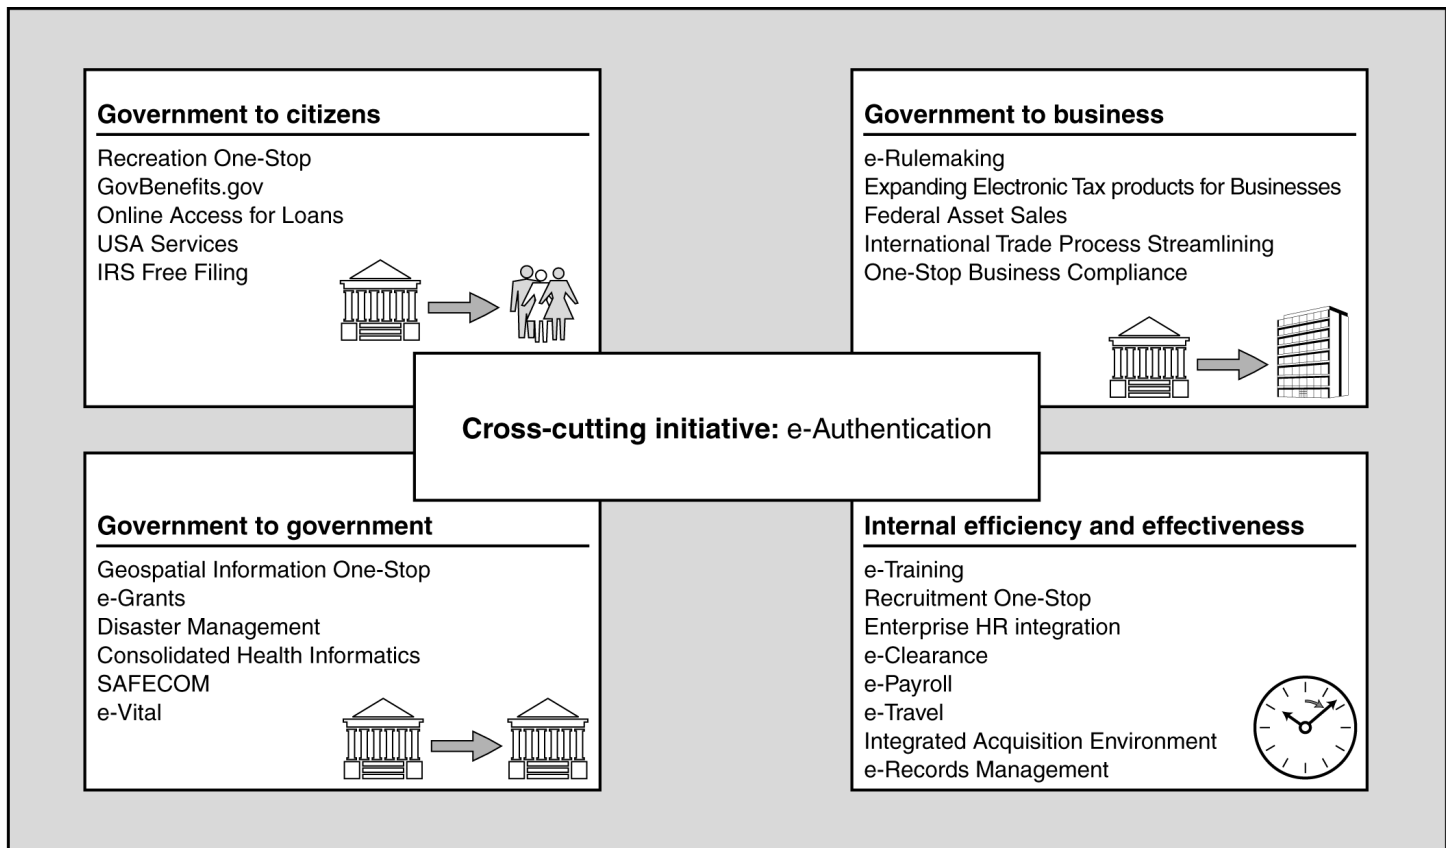 Government to citizens
Recreation One-Stop
GovBenefits.gov
Online Access for Loans
USA Services
IRS Free Filing
Government to business
e-Rulemaking
Expanding Electronic Tax products for Businesses
Federal Asset Sales
International Trade Process Streamlining
One-Stop Business Compliance
Cross-cutting initiative: e-Authentication
Government to government
Geospatial Information One-Stop
e-Grants
Disaster Management
Consolidated Health Informatics
SAFECOM
e-Vital
Internal efficiency and effectiveness
e-Training
Recruitment One-Stop
Enterprise HR integration
e-Clearance
e-Payroll
e-Travel
Integrated Acquisition Environment
e-Records Management